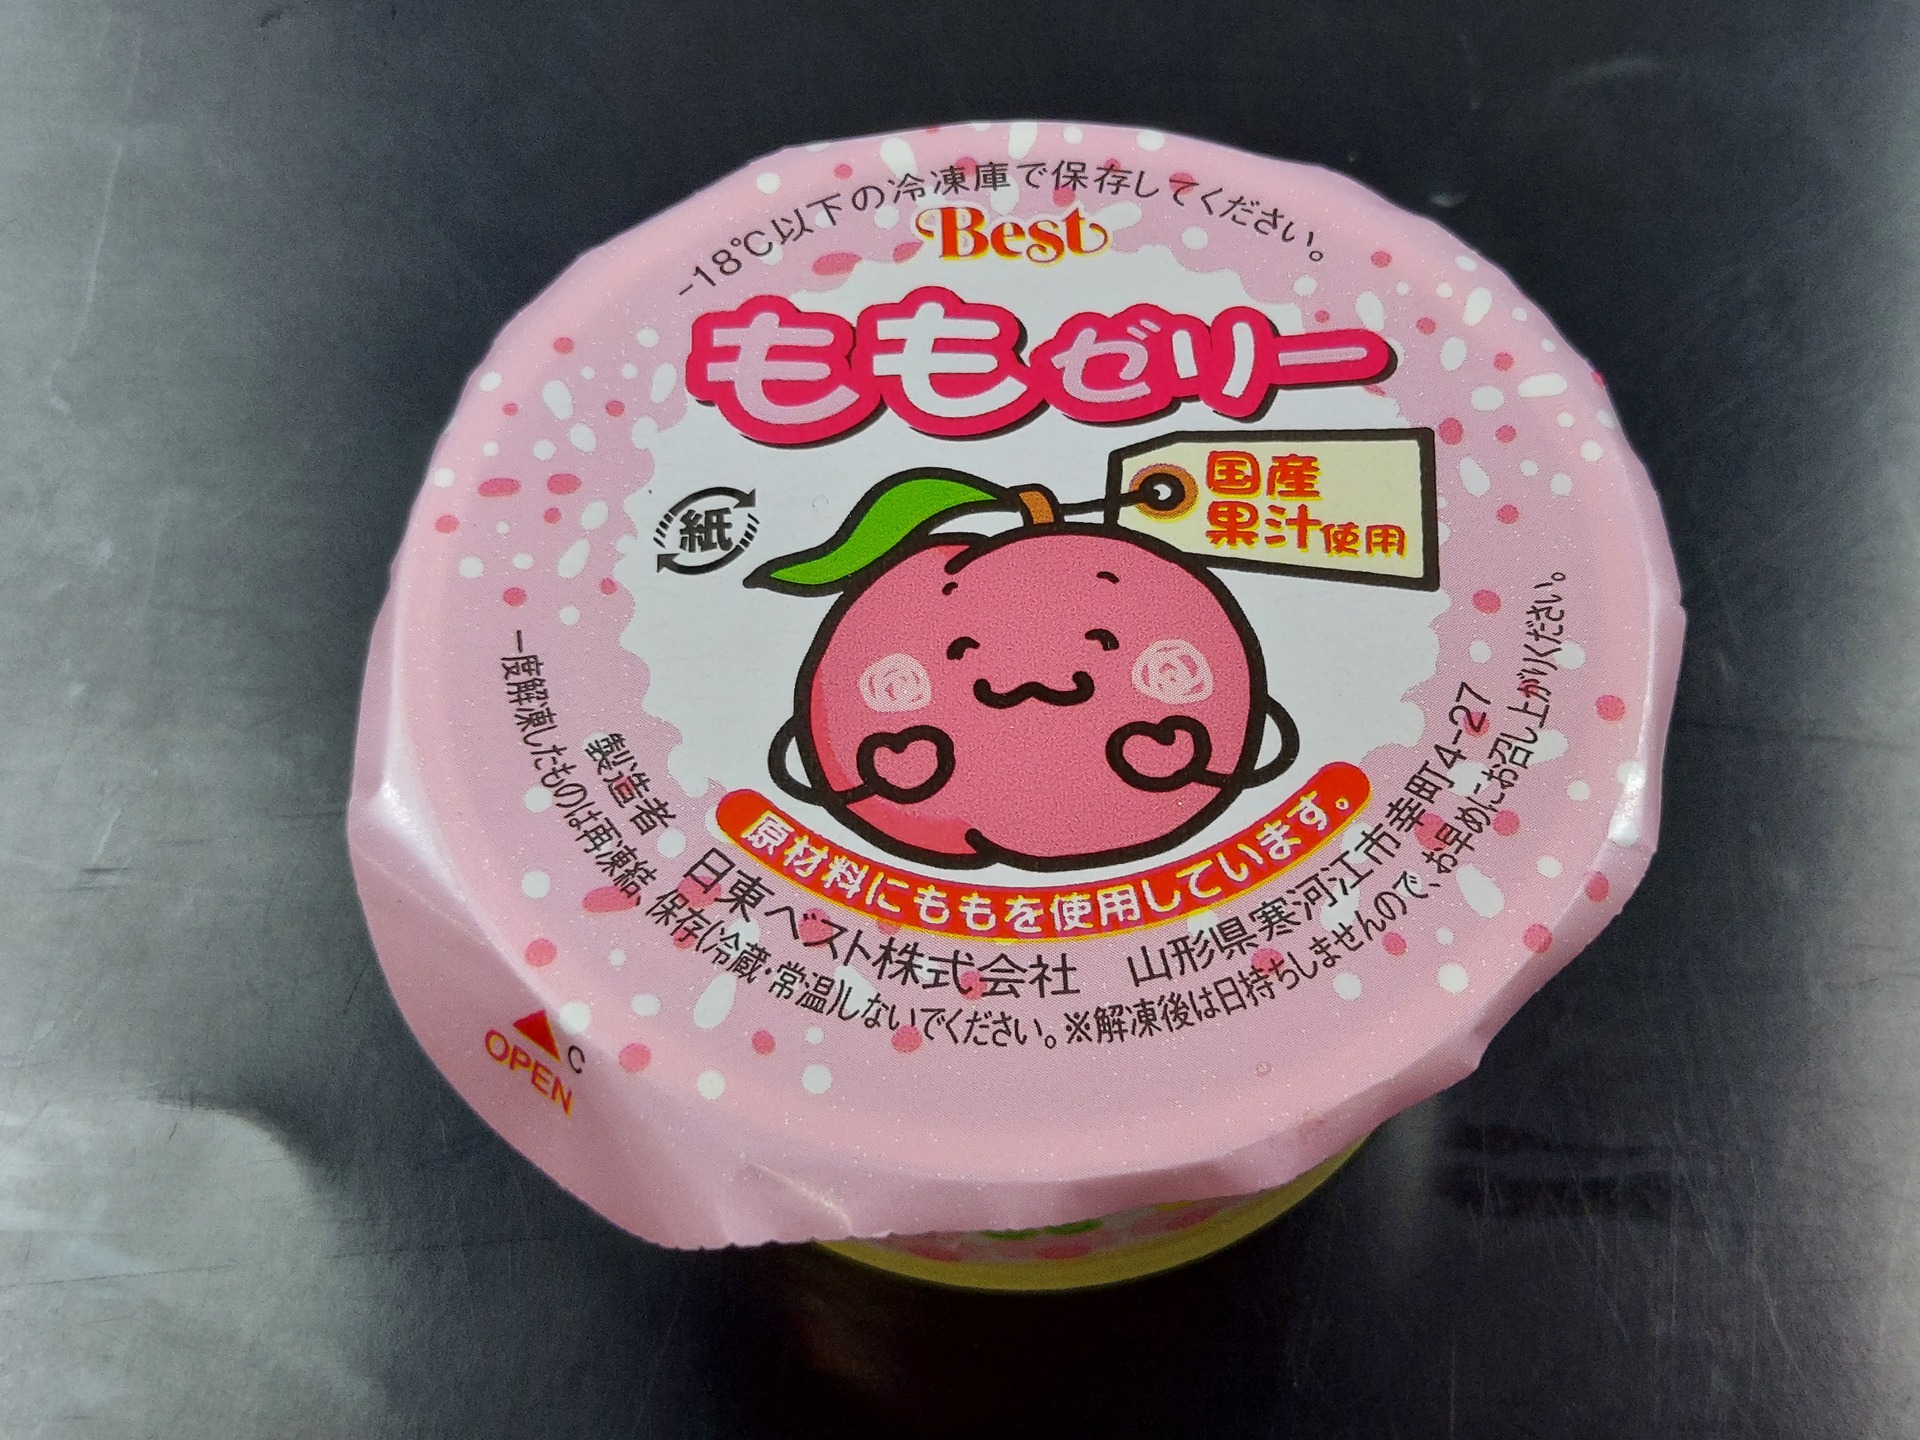 -18℃以下の冷凍庫で保存してください。
Best
ももゼリー
国産
果汁使用
紙
原材料にももを使用しています。
製造者 日東ベスト株式会社 山形県寒河江市幸町4-27
一度解凍したものは再凍結、保存(冷蔵・常温)しないでください。※解凍後は日持ちしませんので、お早めにお召し上がりください。
C
OPEN